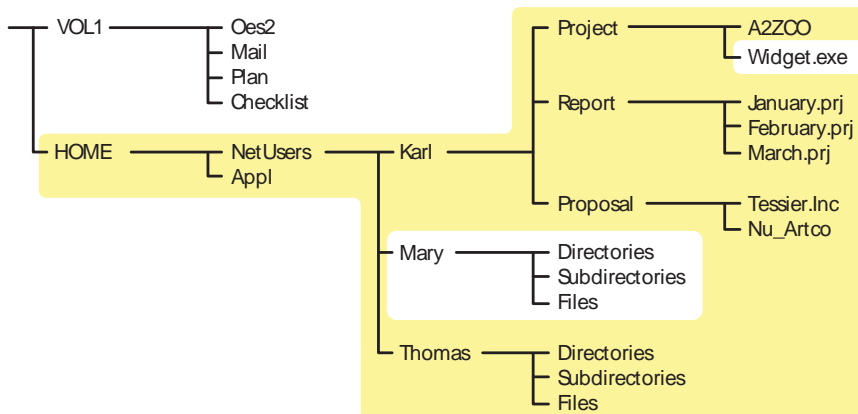 VOL1
Oes2
Mail
Plan
Checklist
HOME
NetUsers
Appl
Karl
Project
A2ZCO
Widget.exe
Report
January.prj
February.prj
March.prj
Proposal
Tessier.Inc
Nu_Artco
Mary
Directories
Subdirectories
Files
Thomas
Directories
Subdirectories
Files